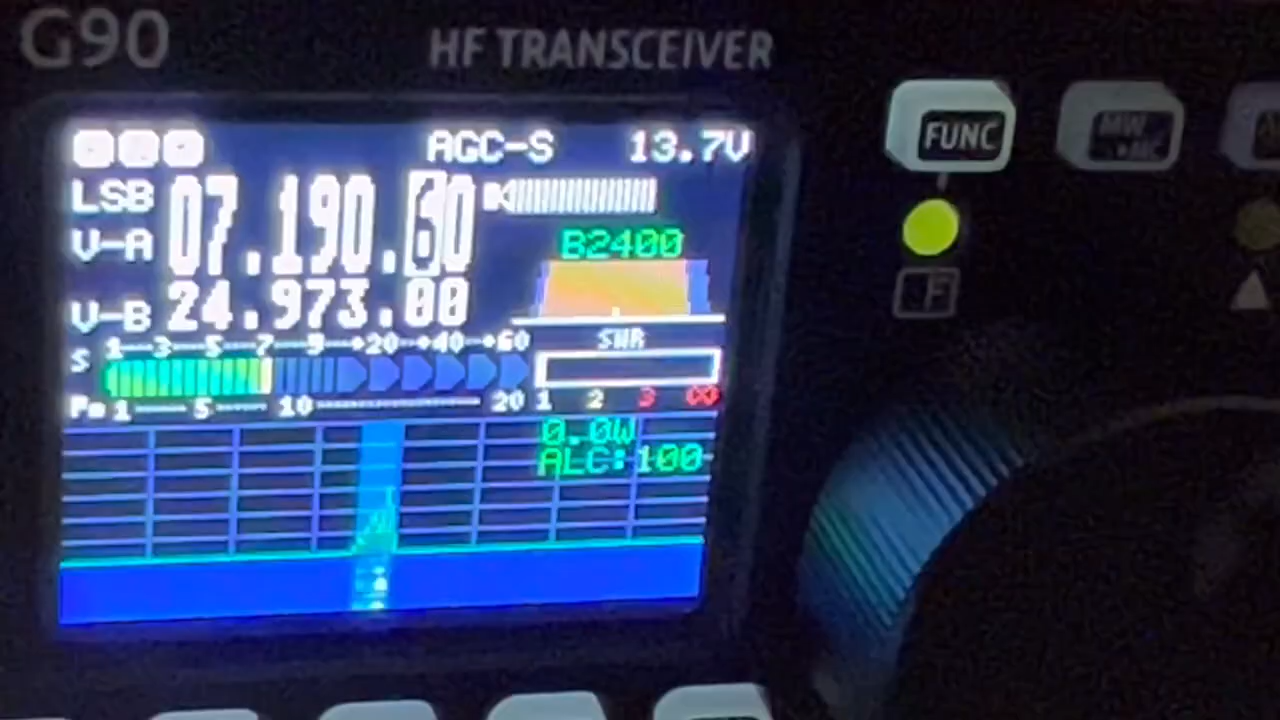 G90 HF TRANSCEIVER
FUNC
AGC-S 13.7V
LSB
V-A 07.190.60
B2400
V-B 24.973.00
S 1 3 5 7 9 +20 +40 +60
SWR
Po 1 5 10 20
1 2 3 ∞
0.0W
ALC:100
F